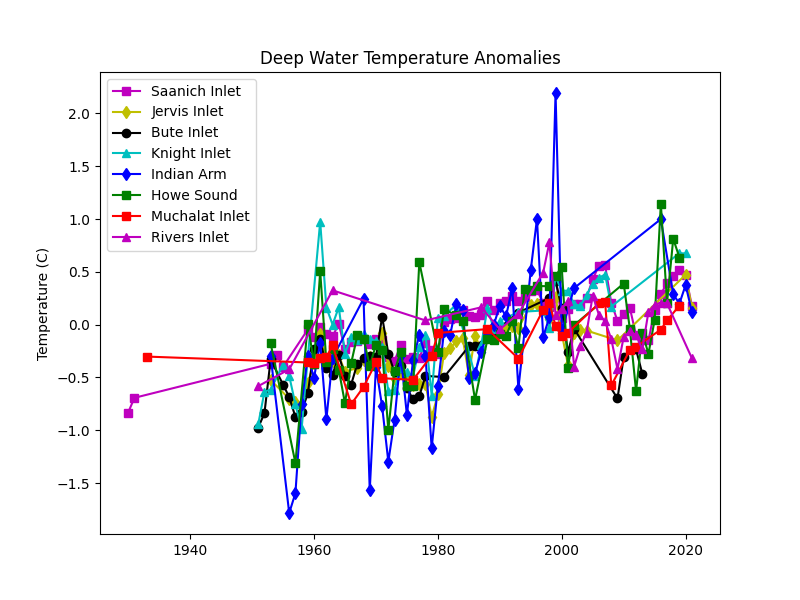 Deep Water Temperature Anomalies
Saanich Inlet
Jervis Inlet
Bute Inlet
Knight Inlet
Indian Arm
Howe Sound
Muchalat Inlet
Rivers Inlet
Temperature (C)
2.0
1.5
1.0
0.5
0.0
−0.5
−1.0
−1.5
1940 1960 1980 2000 2020